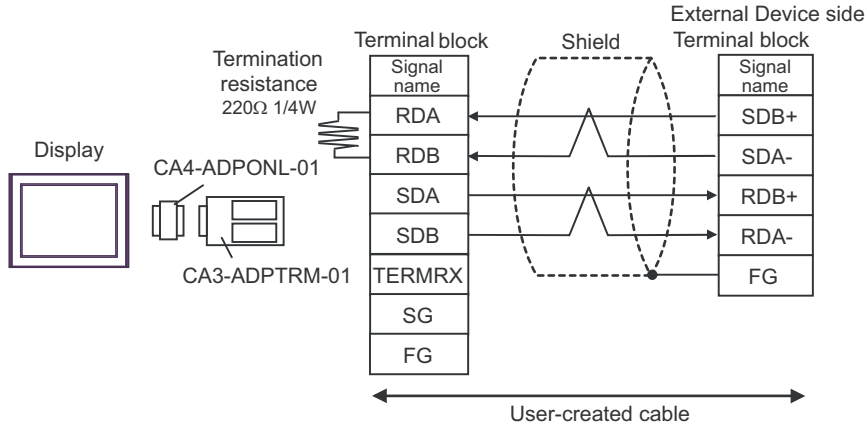 External Device side
Terminal block
Shield
Terminal block
Termination
resistance
220Ω 1/4W
Signal
name
Signal
name
RDA
SDB+
RDB
SDA-
Display
CA4-ADPONL-01
SDA
RDB+
SDB
RDA-
CA3-ADPTRM-01
TERMRX
FG
SG
FG
User-created cable